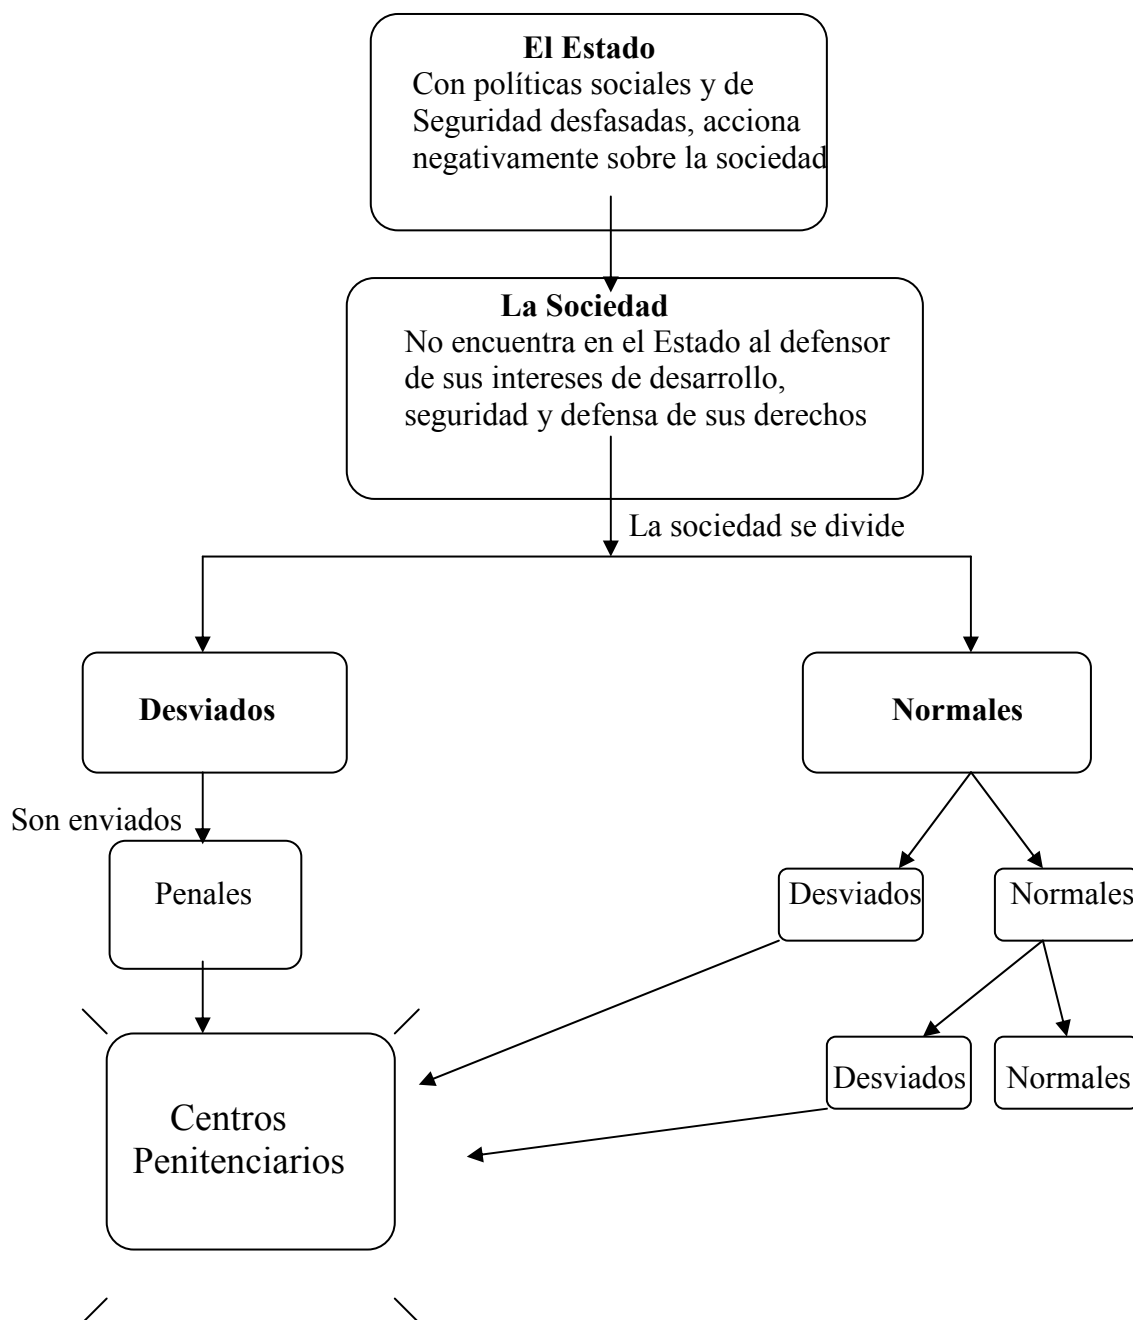 El Estado
Con políticas sociales y de
Seguridad desfasadas, acciona
negativamente sobre la sociedad
La Sociedad
No encuentra en el Estado al defensor
de sus intereses de desarrollo,
seguridad y defensa de sus derechos
La sociedad se divide
Desviados
Normales
Son enviados
Penales
Desviados
Normales
Desviados
Normales
Centros
Penitenciarios